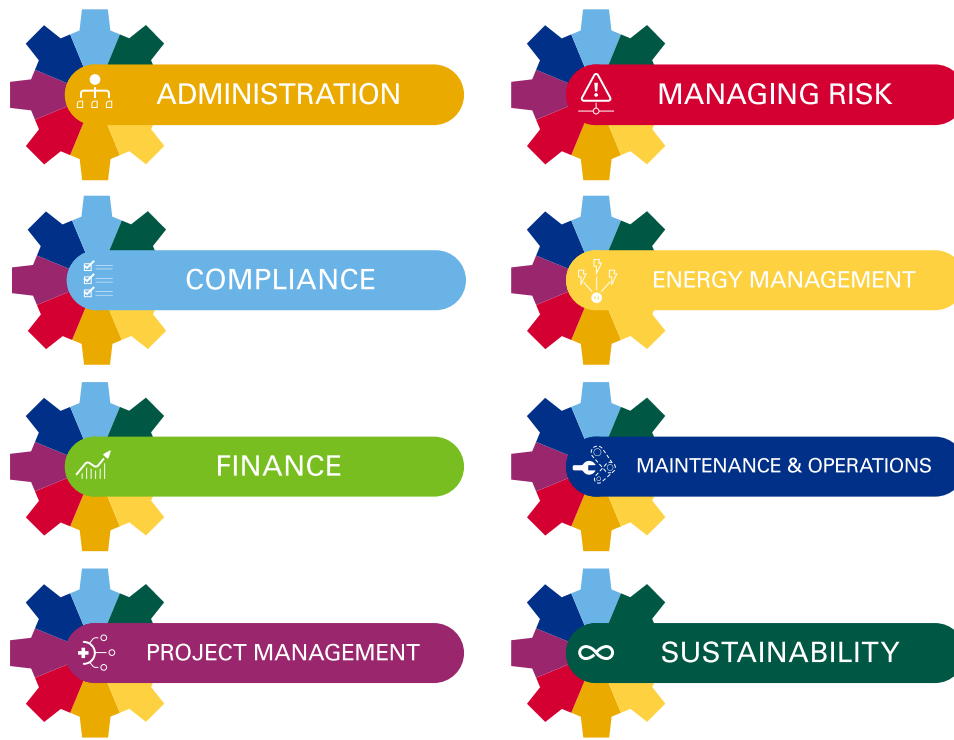 ADMINISTRATION
MANAGING RISK
COMPLIANCE
ENERGY MANAGEMENT
FINANCE
MAINTENANCE & OPERATIONS
PROJECT MANAGEMENT
SUSTAINABILITY